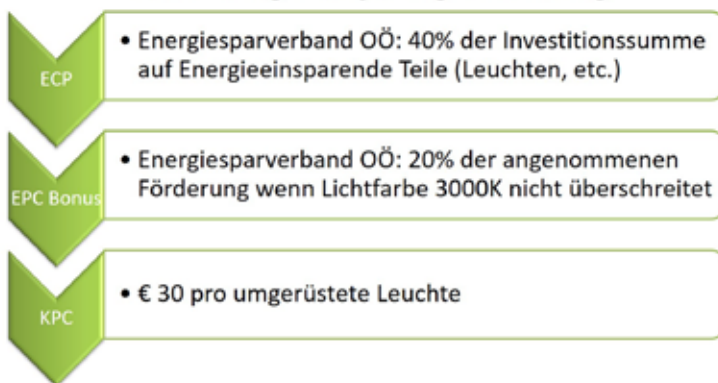 ECP
• Energiesparverband OÖ: 40% der Investitionssumme
auf Energieeinsparende Teile (Leuchten, etc.)
EPC Bonus
• Energiesparverband OÖ: 20% der angenommenen
Förderung wenn Lichtfarbe 3000K nicht überschreitet
KPC
• € 30 pro umgerüstete Leuchte